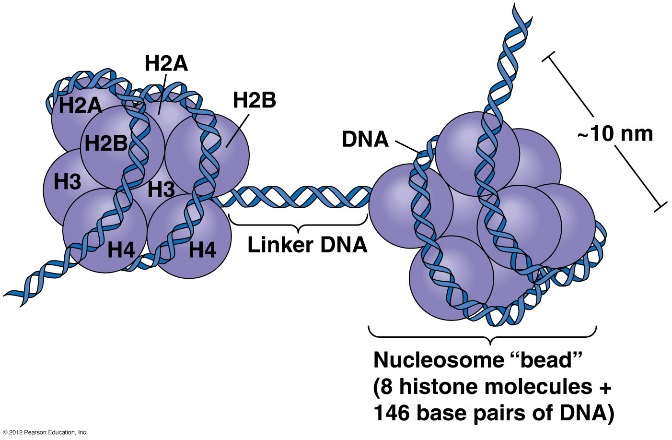 H2A
H2A
H2B
DNA
~10 nm
H2B
H3
H3
H4
H4
Linker DNA
Nucleosome “bead”
(8 histone molecules +
146 base pairs of DNA)
© 2012 Pearson Education, Inc.